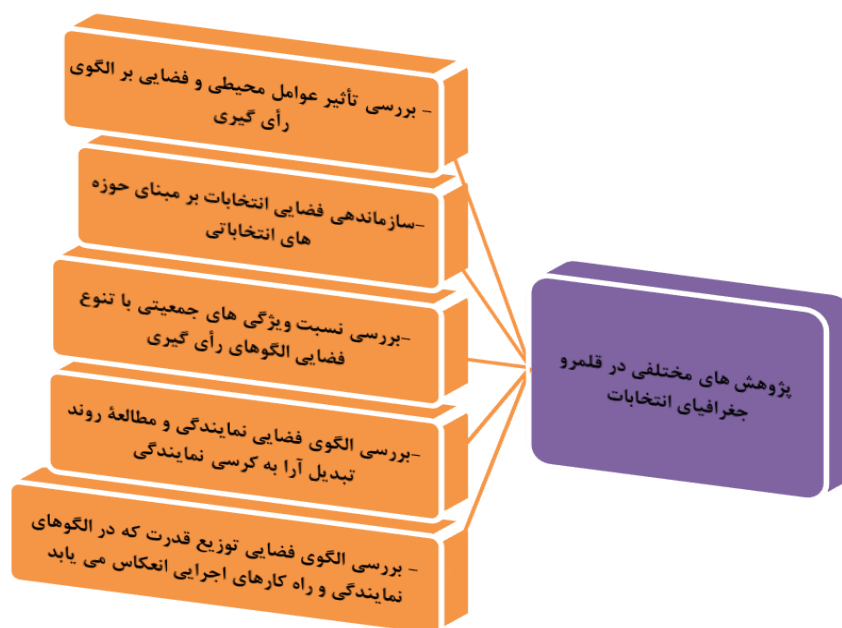 پژوهش های مختلفی در قلمرو
جغرافیای انتخابات
- بررسی تأثیر عوامل محیطی و فضایی بر الگوی
رأی گیری
-سازماندهی فضایی انتخابات بر مبنای حوزه
های انتخاباتی
-بررسی نسبت ویژگی های جمعیتی با تنوع
فضایی الگوهای رأی گیری
-بررسی الگوی فضایی نمایندگی و مطالعۀ روند
تبدیل آرا به کرسی نمایندگی
- بررسی الگوی فضایی توزیع قدرت که در الگوهای
نمایندگی و راه کارهای اجرایی انعکاس می یابد